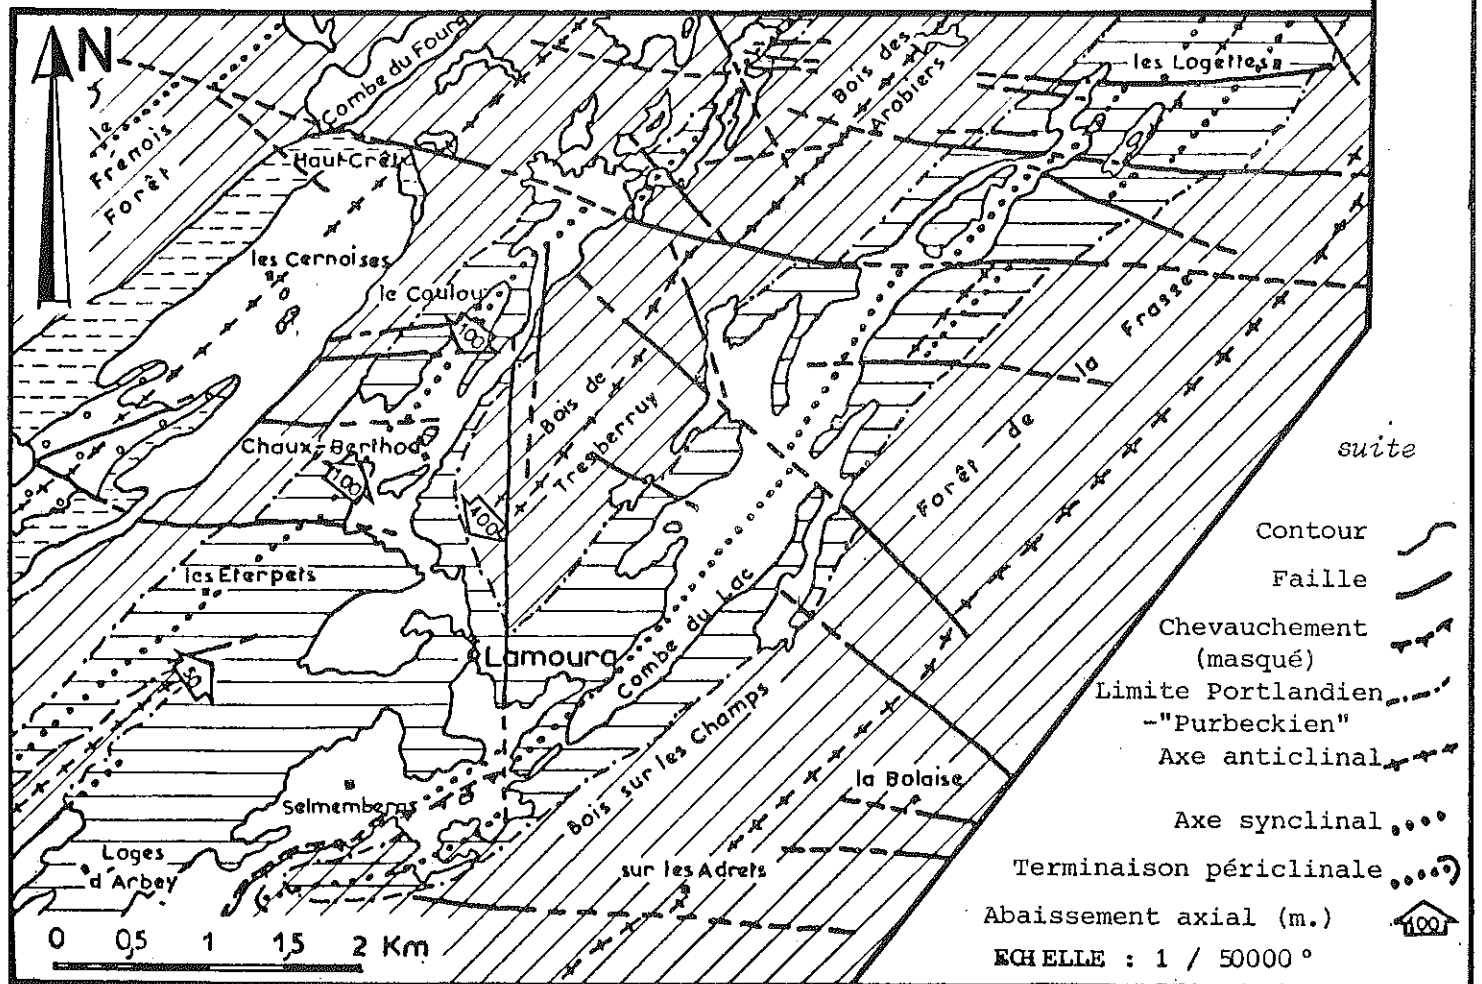 N
Combe du Fourg
Bois des
Arobiers
les Logettes
le
Frenois
Forêt
Haut-Crêt
les Cernoises
le Coulou
100
Forêt de la Frasse
Bois de
Tresberruy
Chaux-Berthod
100
400
suite
les Eterpets
Contour
Faille
Chevauchement
(masqué)
Limite Portlandien
-"Purbeckien"
Axe anticlinal
Axe synclinal
Terminaison périclinale
Abaissement axial (m.)
100
ECHELLE : 1 / 50000°
Lamoura
Combe du Lac
Bois sur les Champs
la Bolaise
Selmembergs
Loges
d'Arbey
sur les Adrets
0 0,5 1 1,5 2 Km